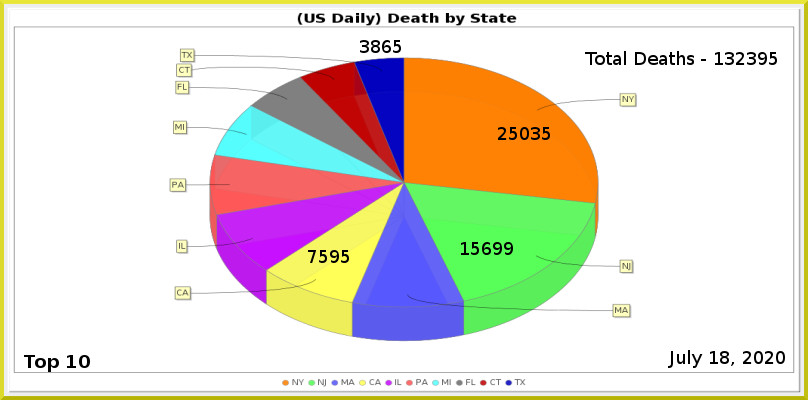 (US Daily) Death by State
Total Deaths - 132395
3865
TX
CT
FL
MI
PA
IL
CA
NY
25035
15699
7595
NJ
MA
Top 10
July 18, 2020
NY NJ MA CA IL PA MI FL CT TX